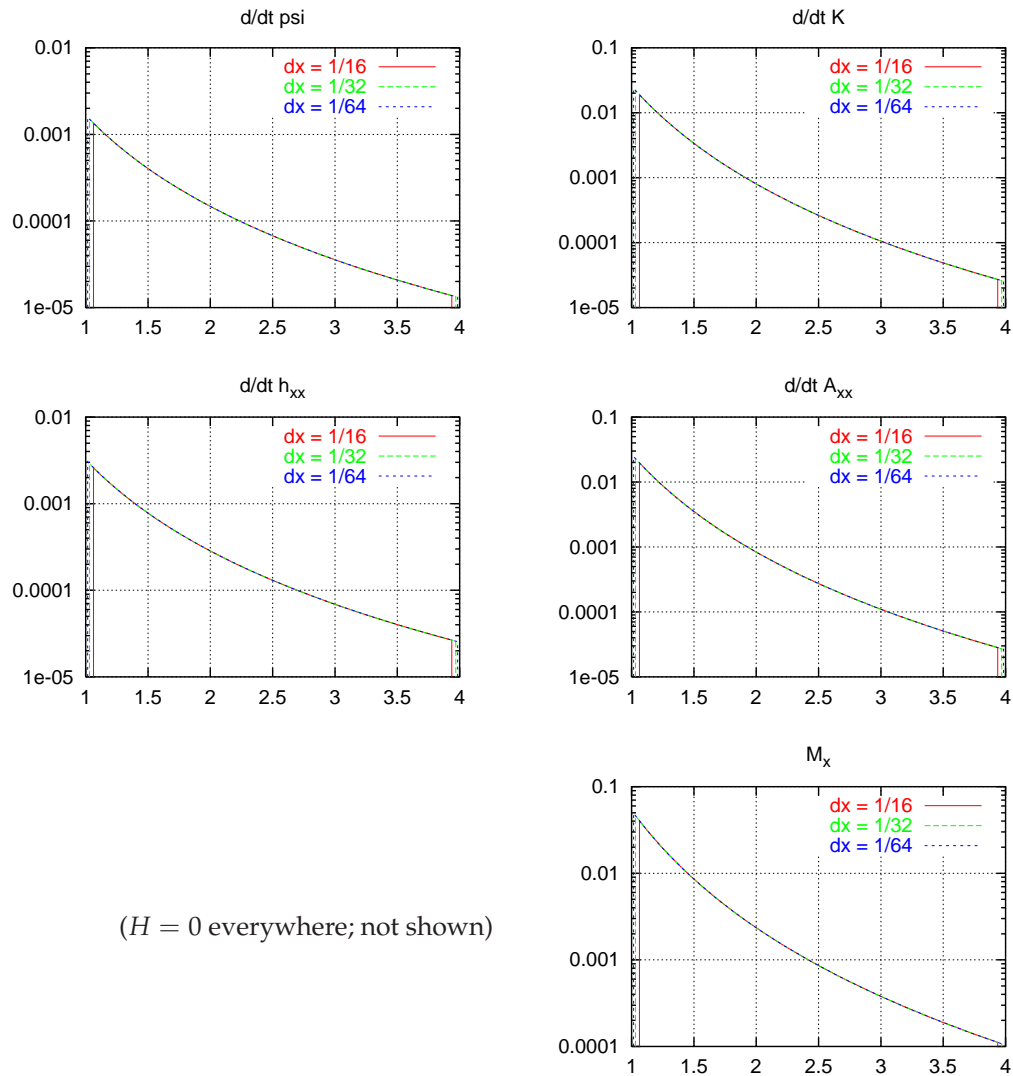 d/dt psi
0.01
0.001
0.0001
1e-05
dx = 1/16
dx = 1/32
dx = 1/64
1 1.5 2 2.5 3 3.5 4
d/dt K
0.1
0.01
0.001
0.0001
1e-05
dx = 1/16
dx = 1/32
dx = 1/64
1 1.5 2 2.5 3 3.5 4
d/dt hxx
0.01
0.001
0.0001
1e-05
dx = 1/16
dx = 1/32
dx = 1/64
1 1.5 2 2.5 3 3.5 4
d/dt Axx
0.1
0.01
0.001
0.0001
1e-05
dx = 1/16
dx = 1/32
dx = 1/64
1 1.5 2 2.5 3 3.5 4
(H = 0 everywhere; not shown)
Mx
0.1
0.01
0.001
0.0001
dx = 1/16
dx = 1/32
dx = 1/64
1 1.5 2 2.5 3 3.5 4